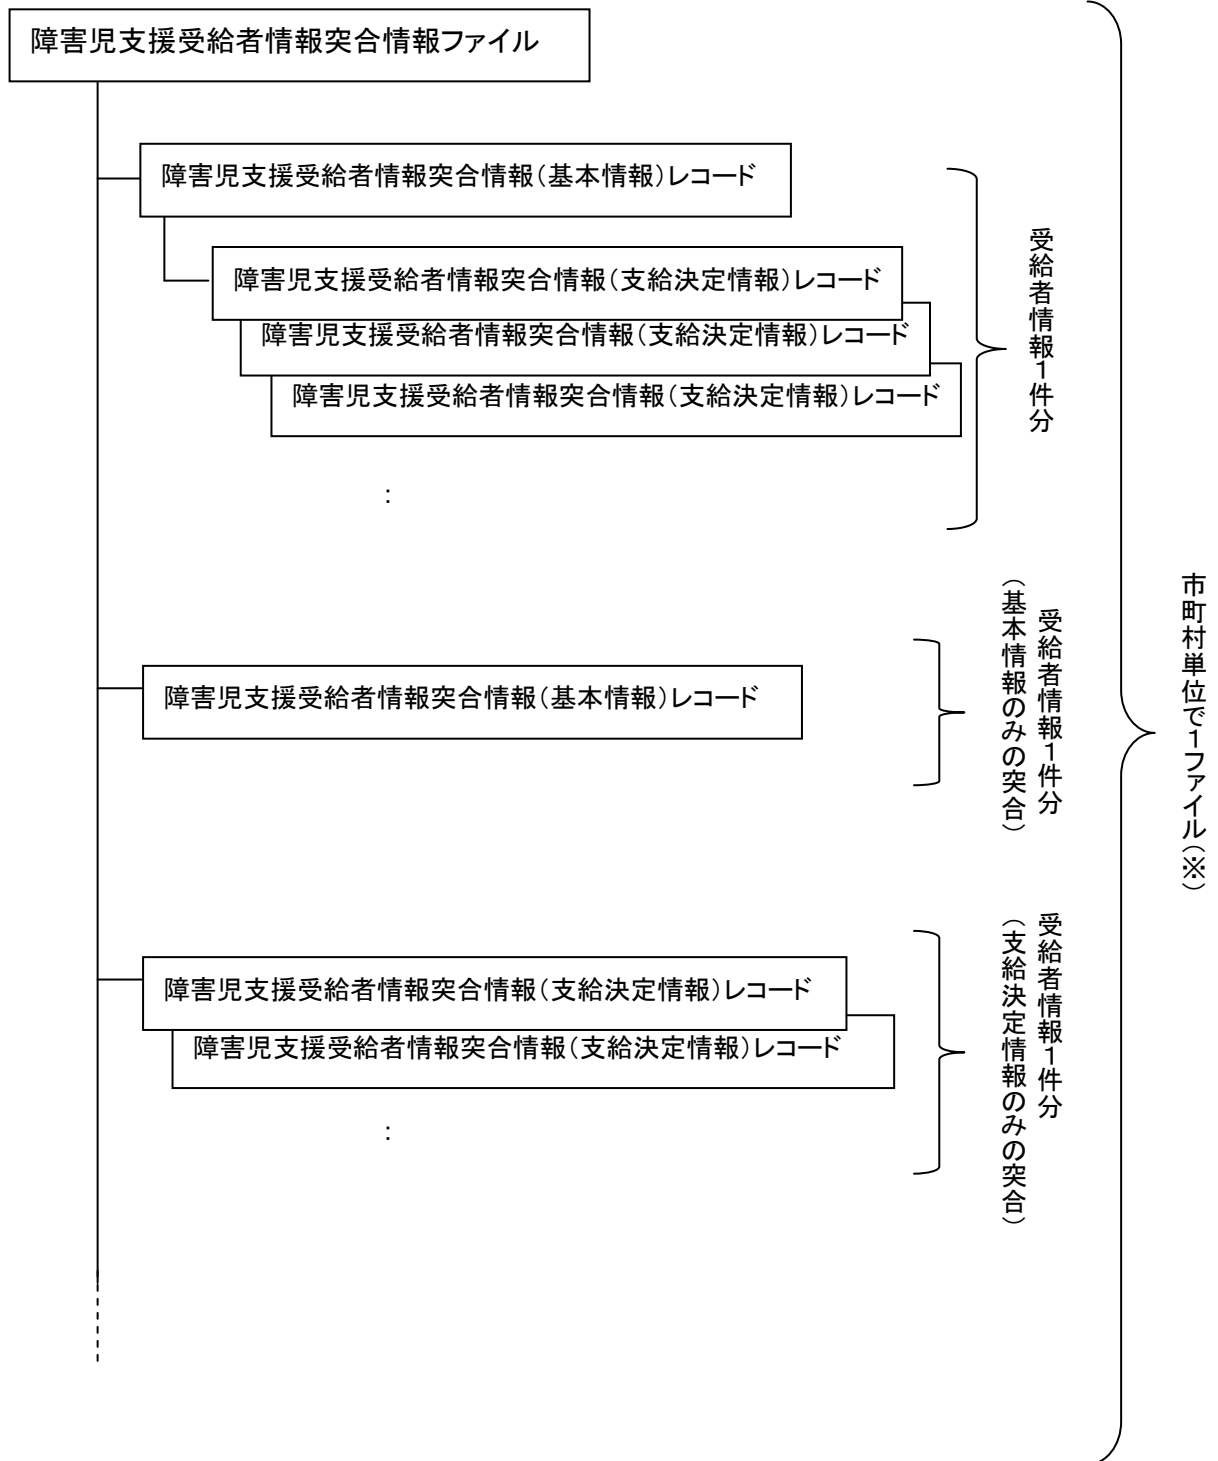 障害児支援受給者情報突合情報ファイル
障害児支援受給者情報突合情報(基本情報)レコード
障害児支援受給者情報突合情報(支給決定情報)レコード
障害児支援受給者情報突合情報(支給決定情報)レコード
障害児支援受給者情報突合情報(支給決定情報)レコード
:
受給者情報1件分
障害児支援受給者情報突合情報(基本情報)レコード
受給者情報1件分
(基本情報のみの突合)
障害児支援受給者情報突合情報(支給決定情報)レコード
障害児支援受給者情報突合情報(支給決定情報)レコード
:
受給者情報1件分
(支給決定情報のみの突合)
市町村単位で1ファイル(※)